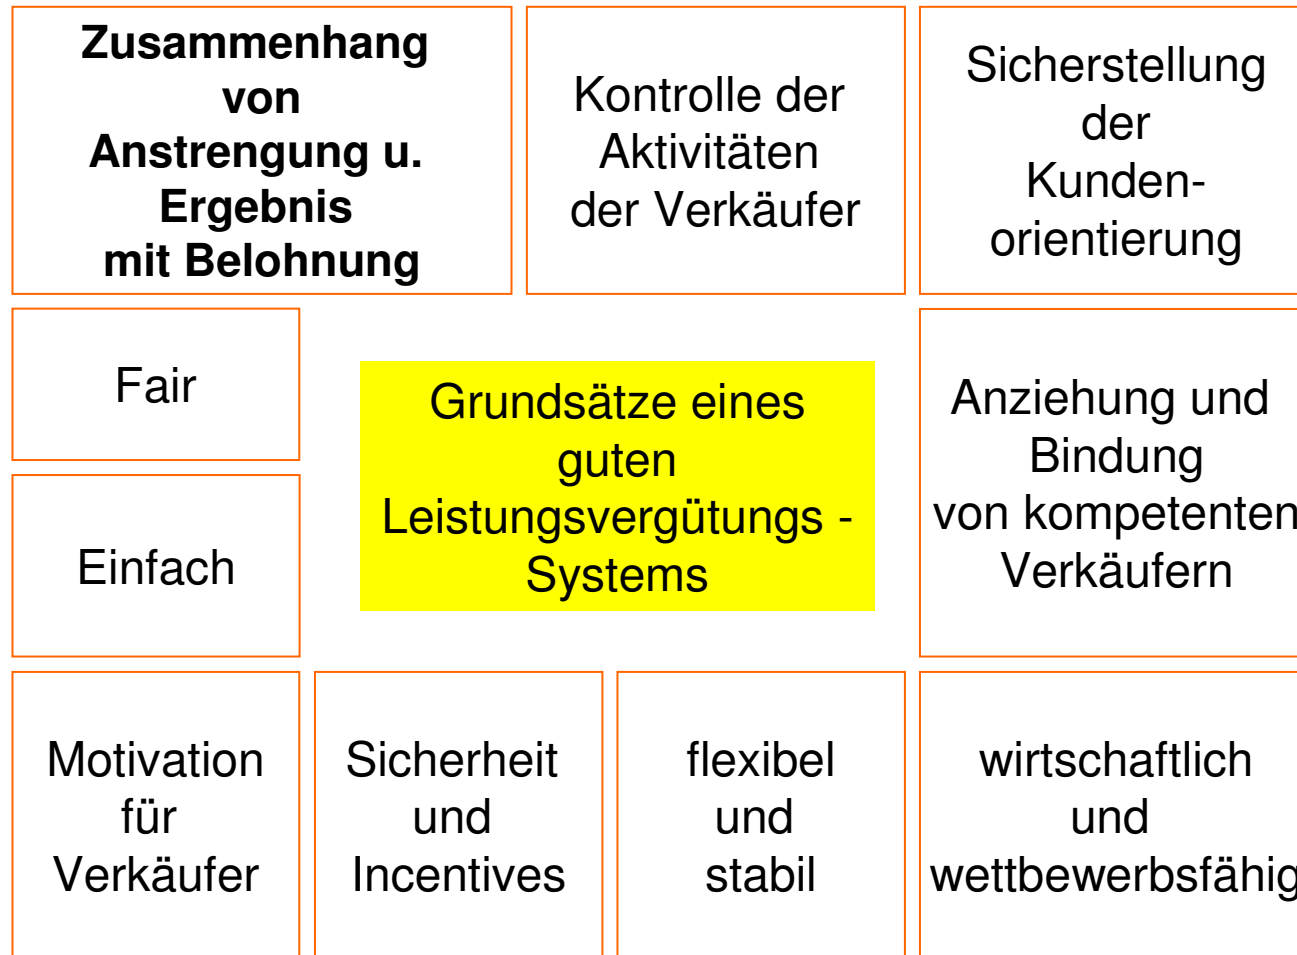 Zusammenhang
von
Anstrengung u.
Ergebnis
mit Belohnung
Kontrolle der
Aktivitäten
der Verkäufer
Sicherstellung
der
Kunden-
orientierung
Fair
Einfach
Grundsätze eines
guten
Leistungsvergütungs -
Systems
Anziehung und
Bindung
von kompetenten
Verkäufern
Motivation
für
Verkäufer
Sicherheit
und
Incentives
flexibel
und
stabil
wirtschaftlich
und
wettbewerbsfähig